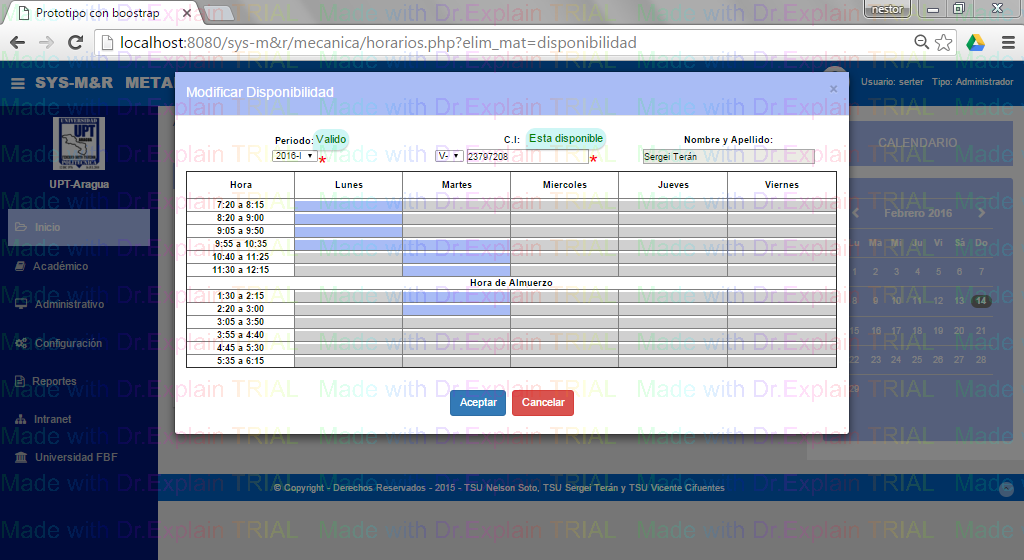 Prototipo con boostrap
nestor
localhost:8080/sys-m&r/mecanica/horarios.php?elim_mat=disponibilidad
SYS-M&R META
Usuario: serter Tipo: Administrador
UNIVERSIDAD
UPT
UPT-Aragua
Inicio
Académico
Administrativo
Configuración
Reportes
Intranet
Universidad FBF
Modificar Disponibilidad
×
Periodo: Valido
C.I: Esta disponible
Nombre y Apellido:
2016-I *
V- 23797208 *
Sergei Terán
Hora Lunes Martes Miercoles Jueves Viernes
7:20 a 8:15
8:20 a 9:00
9:05 a 9:50
9:55 a 10:35
10:40 a 11:25
11:30 a 12:15
Hora de Almuerzo
1:30 a 2:15
2:20 a 3:00
3:05 a 3:50
3:55 a 4:40
4:45 a 5:30
5:35 a 6:15
Aceptar Cancelar
CALENDARIO
Febrero 2016
Lu Ma Mi Ju Vi Sá Do
1 2 3 4 5 6 7
8 9 10 11 12 13 14
15 16 17 18 19 20 21
22 23 24 25 26 27 28
29
© Copyright - Derechos Reservados - 2015 - TSU Nelson Soto, TSU Sergei Terán y TSU Vicente Cifuentes
Made with Dr.Explain TRIAL